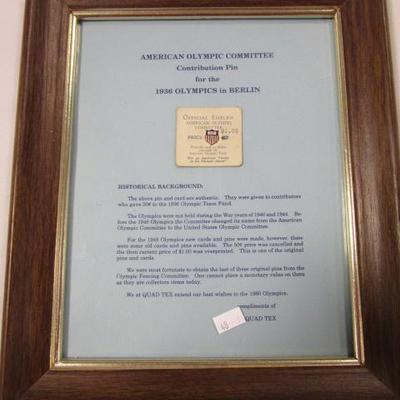 AMERICAN OLYMPIC COMMITTEE
Contribution Pin
for the
1936 OLYMPICS in BERLIN
OFFICIAL EMBLEM
AMERICAN OLYMPIC
COMMITTEE
PRICE $1.00
HISTORICAL BACKGROUND:
The above pin and card are authentic. They were given to contributors
who gave 50¢ to the 1936 Olympic Team Fund.
The Olympics were not held during the War years of 1940 and 1944. Be-
fore the 1948 Olympics the Committee changed its name from the American
Olympic Committee to the United States Olympic Committee.
For the 1948 Olympics new cards and pins were made, however, there
were some old cards and pins available. The 50¢ price was cancelled and
the then current price of $1.00 was overprinted. This is one of the original
pins and cards.
We were most fortunate to obtain the last of these original pins from the
Olympic Fencing Committee. One cannot place a monetary value on them
as they are collectors items today.
We at QUAD TEX extend our best wishes to the 1980 Olympics.
compliments of
QUAD TEX